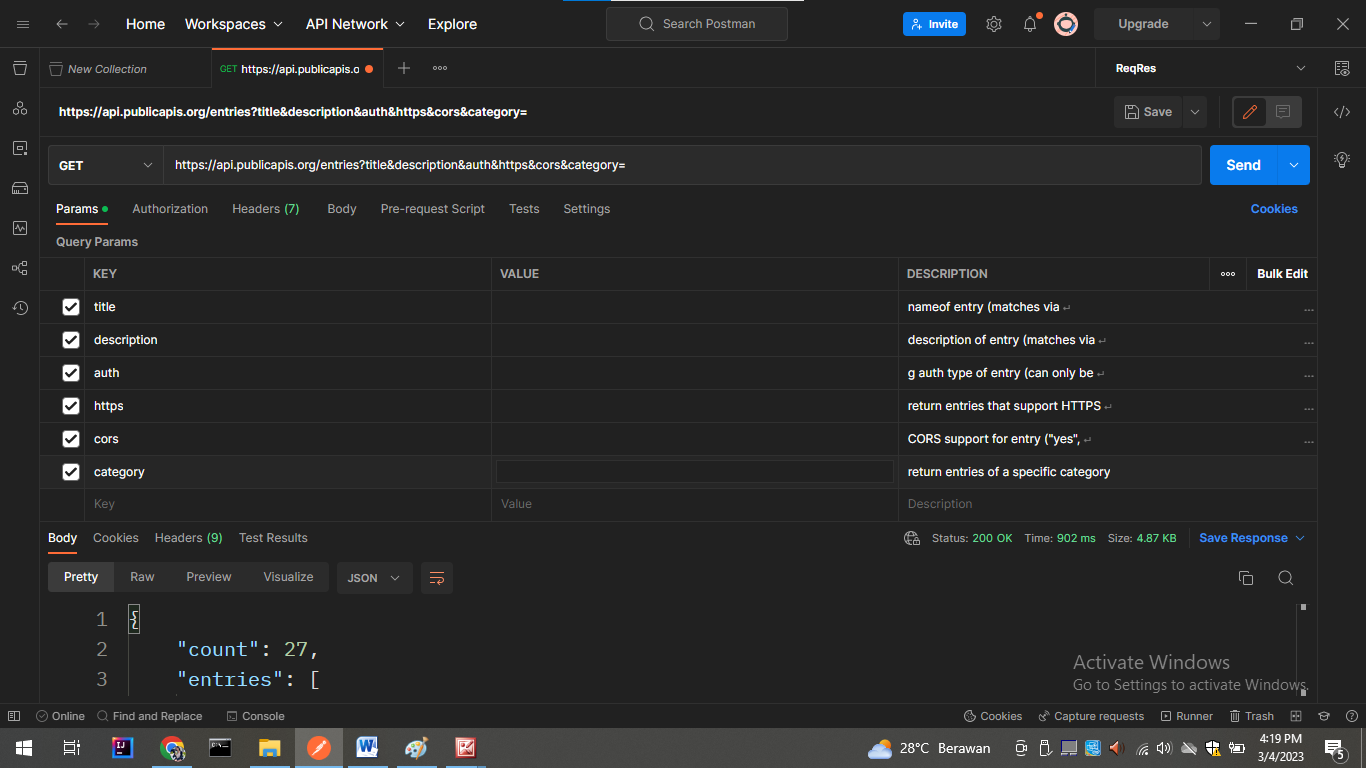 Home Workspaces API Network Explore Search Postman Invite Upgrade
New Collection GET https://api.publicapis.o ReqRes
https://api.publicapis.org/entries?title&description&auth&https&cors&category= Save
GET https://api.publicapis.org/entries?title&description&auth&https&cors&category= Send
Params Authorization Headers (7) Body Pre-request Script Tests Settings Cookies
Query Params
KEY VALUE DESCRIPTION Bulk Edit
title nameof entry (matches via ↵ ...
description description of entry (matches via ↵ ...
auth g auth type of entry (can only be ↵ ...
https return entries that support HTTPS ↵ ...
cors CORS support for entry ("yes", ↵ ...
category return entries of a specific category
Key Value Description
Body Cookies Headers (9) Test Results Status: 200 OK Time: 902 ms Size: 4.87 KB Save Response
Pretty Raw Preview Visualize JSON
1 {
2 "count": 27,
3 "entries": [
Activate Windows
Go to Settings to activate Windows.
Online Find and Replace Console Cookies Capture requests Runner Trash
28°C Berawan 4:19 PM
3/4/2023 5